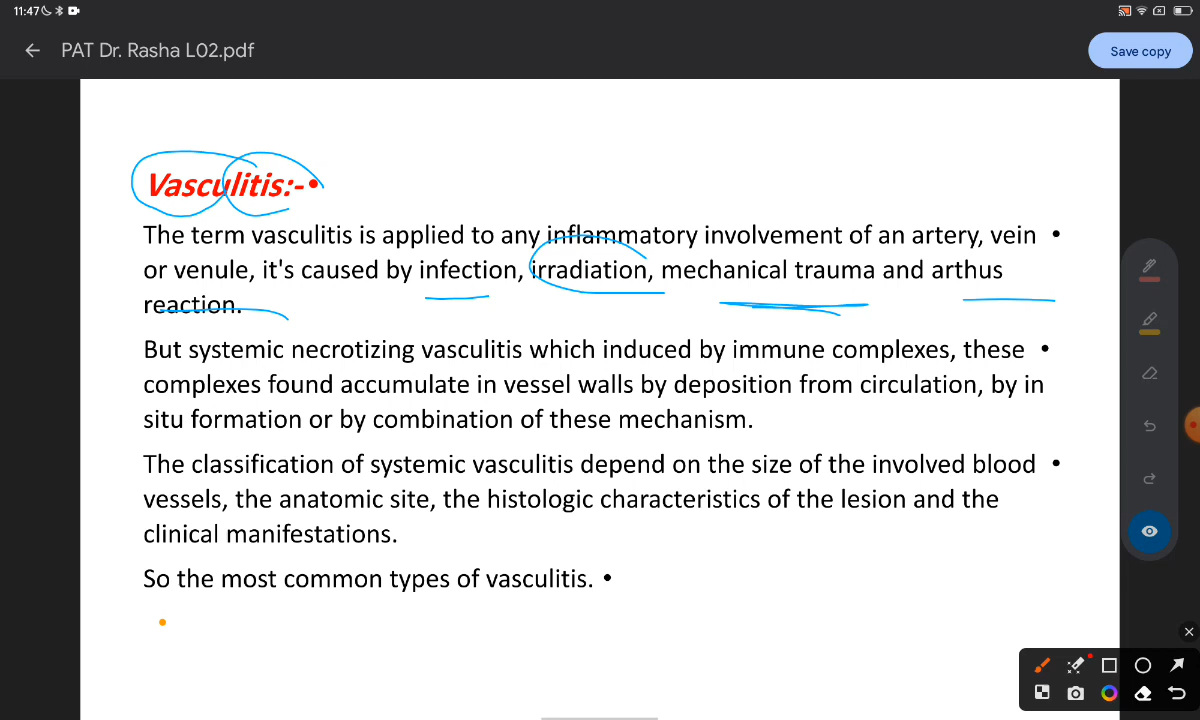 11:47
PAT Dr. Rasha L02.pdf
Save copy
Vasculitis:-•
The term vasculitis is applied to any inflammatory involvement of an artery, vein •
or venule, it's caused by infection, irradiation, mechanical trauma and arthus
reaction.
But systemic necrotizing vasculitis which induced by immune complexes, these •
complexes found accumulate in vessel walls by deposition from circulation, by in
situ formation or by combination of these mechanism.
The classification of systemic vasculitis depend on the size of the involved blood •
vessels, the anatomic site, the histologic characteristics of the lesion and the
clinical manifestations.
So the most common types of vasculitis. •